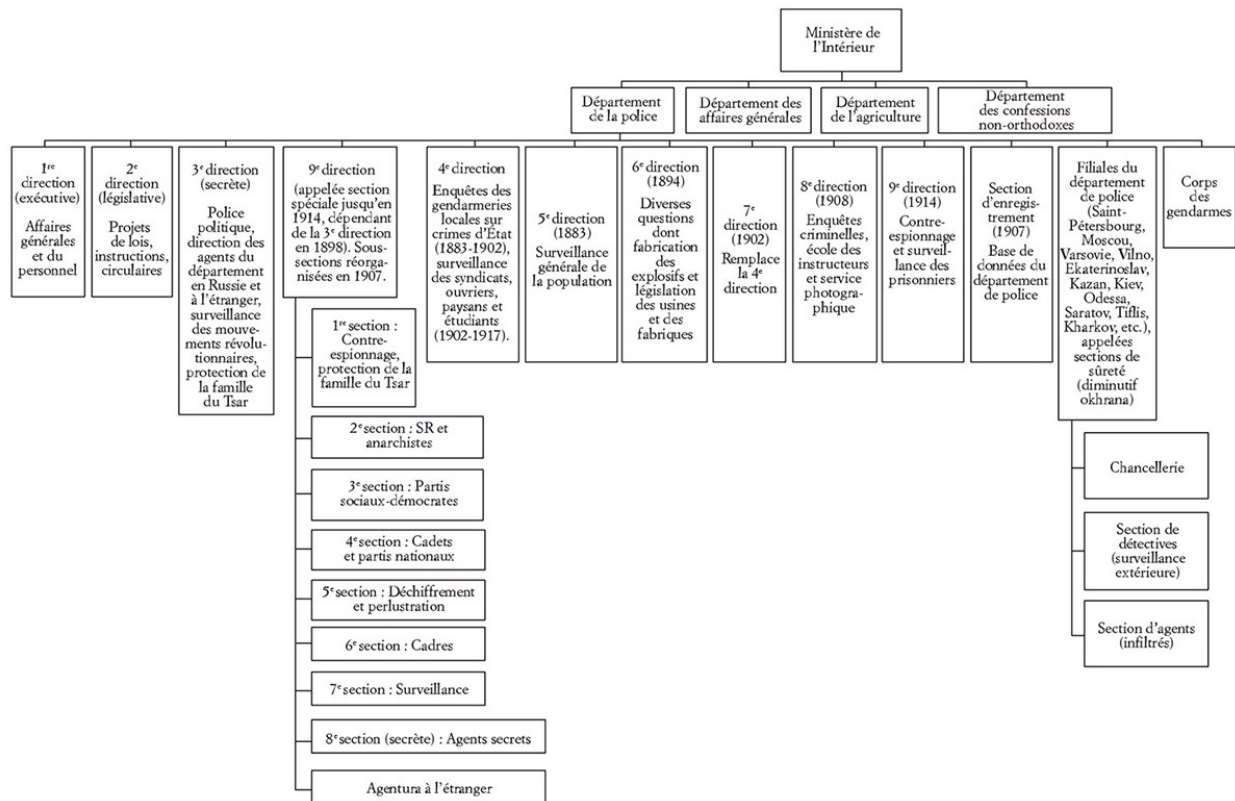 Ministère de
l'Intérieur
Département
de la police
Département des
affaires générales
Département
de l'agriculture
Département
des confessions
non-orthodoxes
1re
direction
(exécutive)
Affaires
générales
et du
personnel
2e
direction
(législative)
Projets
de lois,
instructions,
circulaires
3e direction
(secrète)
Police
politique,
direction des
agents du
département
en Russie et
à l'étranger,
surveillance
des mouve-
ments révolu-
tionnaires,
protection de
la famille
du Tsar
9e direction
(appelée section
spéciale jusqu'en
1914, dépendant
de la 3e direction
en 1898). Sous-
sections réorga-
nisées en 1907.
1re section :
Contre-
espionnage,
protection de la
famille du Tsar
2e section : SR et
anarchistes
3e section : Partis
sociaux-démocrates
4e section : Cadets
et partis nationaux
5e section : Déchiffrement
et perlustration
6e section : Cadres
7e section : Surveillance
8e section (secrète) : Agents secrets
Agentura à l'étranger
4e direction
Enquêtes des
gendarmeries
locales sur
crimes d'État
(1883-1902),
surveillance
des syndicats,
ouvriers,
paysans et
étudiants
(1902-1917).
5e direction
(1883)
Surveillance
générale de
la population
6e direction
(1894)
Diverses
questions
dont
fabrication
des
explosifs et
législation
des usines
et des
fabriques
7e
direction
(1902)
Remplace
la 4e
direction
8e direction
(1908)
Enquêtes
criminelles,
école des
instructeurs
et service
photogra-
phique
9e direction
(1914)
Contre-
espionnage
et surveil-
lance des
prisonniers
Section
d'enregis-
trement
(1907)
Base de
données du
département
de police
Filiales du
département
de police
(Saint-
Pétersbourg,
Moscou,
Varsovie, Vilno,
Ekaterinoslav,
Kazan, Kiev,
Odessa,
Saratov, Tiflis,
Kharkov, etc.),
appelées
sections de
sûreté
(diminutif
okhrana)
Chancellerie
Section de
détectives
(surveillance
extérieure)
Section d'agents
(infiltrés)
Corps
des
gendarmes